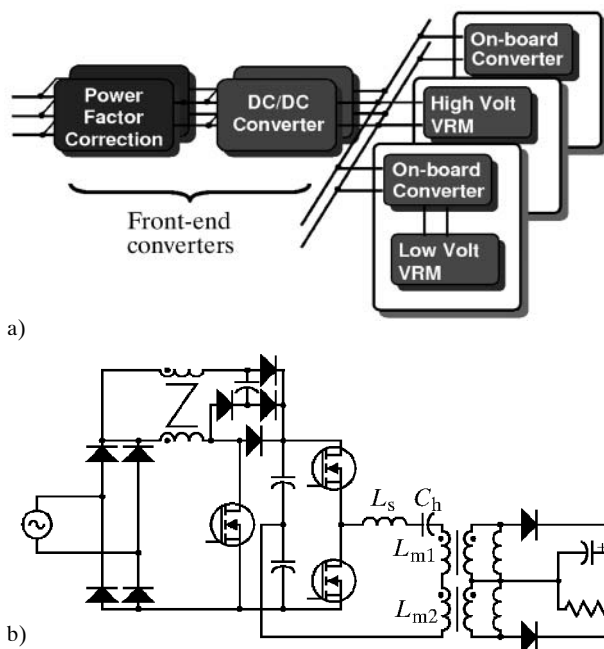 Power
Factor
Correction
DC/DC
Converter
On-board
Converter
High Volt
VRM
On-board
Converter
Low Volt
VRM
Front-end
converters
a)
Ls
Ch
Lm1
Lm2
+
b)